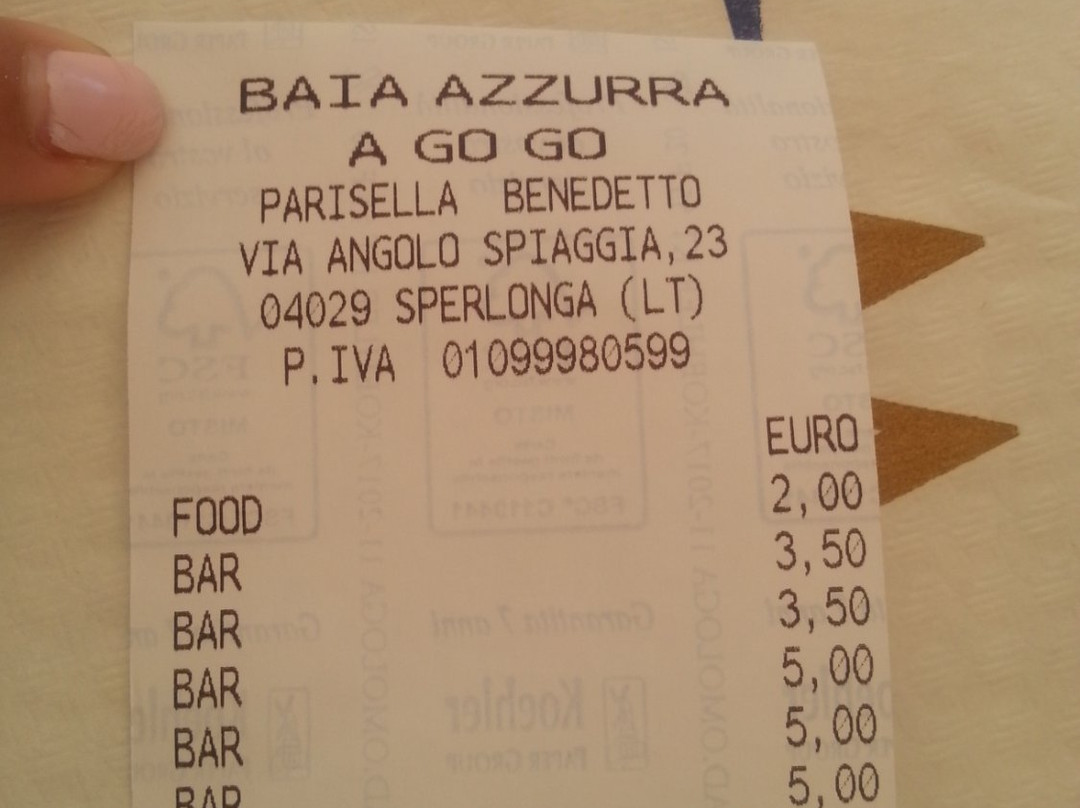 BAIA AZZURRA
A GO GO
PARISELLA BENEDETTO
VIA ANGOLO SPIAGGIA,23
04029 SPERLONGA (LT)
P.IVA 01099980599
EURO
FOOD 2,00
BAR 3,50
BAR 3,50
BAR 5,00
BAR 5,00
BAR 5,00